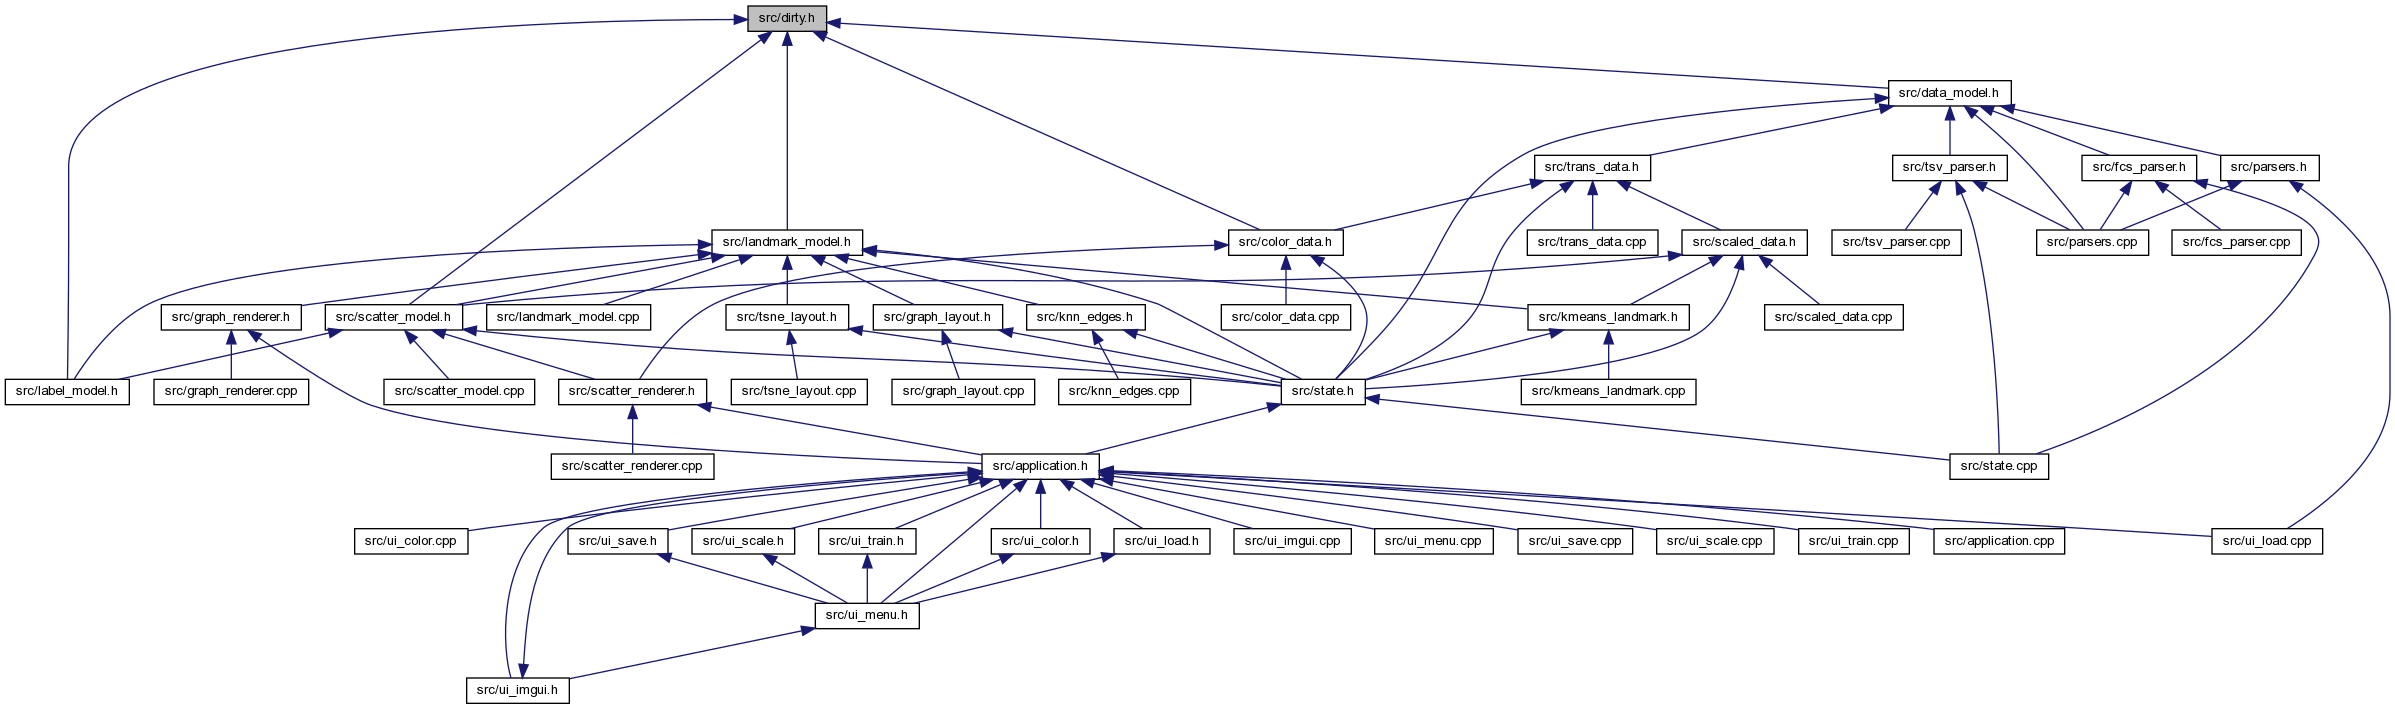 src/dirty.h
src/data_model.h
src/trans_data.h
src/tsv_parser.h
src/fcs_parser.h
src/parsers.h
src/landmark_model.h
src/color_data.h
src/trans_data.cpp
src/scaled_data.h
src/tsv_parser.cpp
src/parsers.cpp
src/fcs_parser.cpp
src/graph_renderer.h
src/scatter_model.h
src/landmark_model.cpp
src/tsne_layout.h
src/graph_layout.h
src/knn_edges.h
src/color_data.cpp
src/kmeans_landmark.h
src/scaled_data.cpp
src/label_model.h
src/graph_renderer.cpp
src/scatter_model.cpp
src/scatter_renderer.h
src/tsne_layout.cpp
src/graph_layout.cpp
src/knn_edges.cpp
src/state.h
src/kmeans_landmark.cpp
src/scatter_renderer.cpp
src/application.h
src/state.cpp
src/ui_color.cpp
src/ui_save.h
src/ui_scale.h
src/ui_train.h
src/ui_color.h
src/ui_load.h
src/ui_imgui.cpp
src/ui_menu.cpp
src/ui_save.cpp
src/ui_scale.cpp
src/ui_train.cpp
src/application.cpp
src/ui_load.cpp
src/ui_menu.h
src/ui_imgui.h